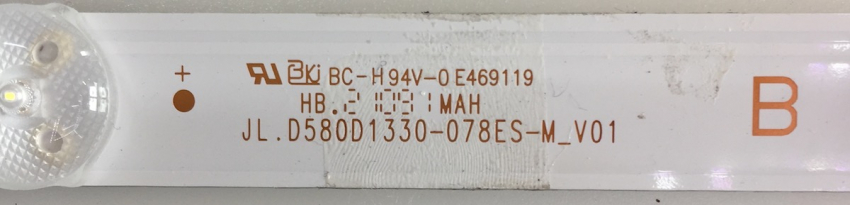 +
BC-H 94V-0 E469119
HB. MAH
JL.D580D1330-078ES-M_V01
B